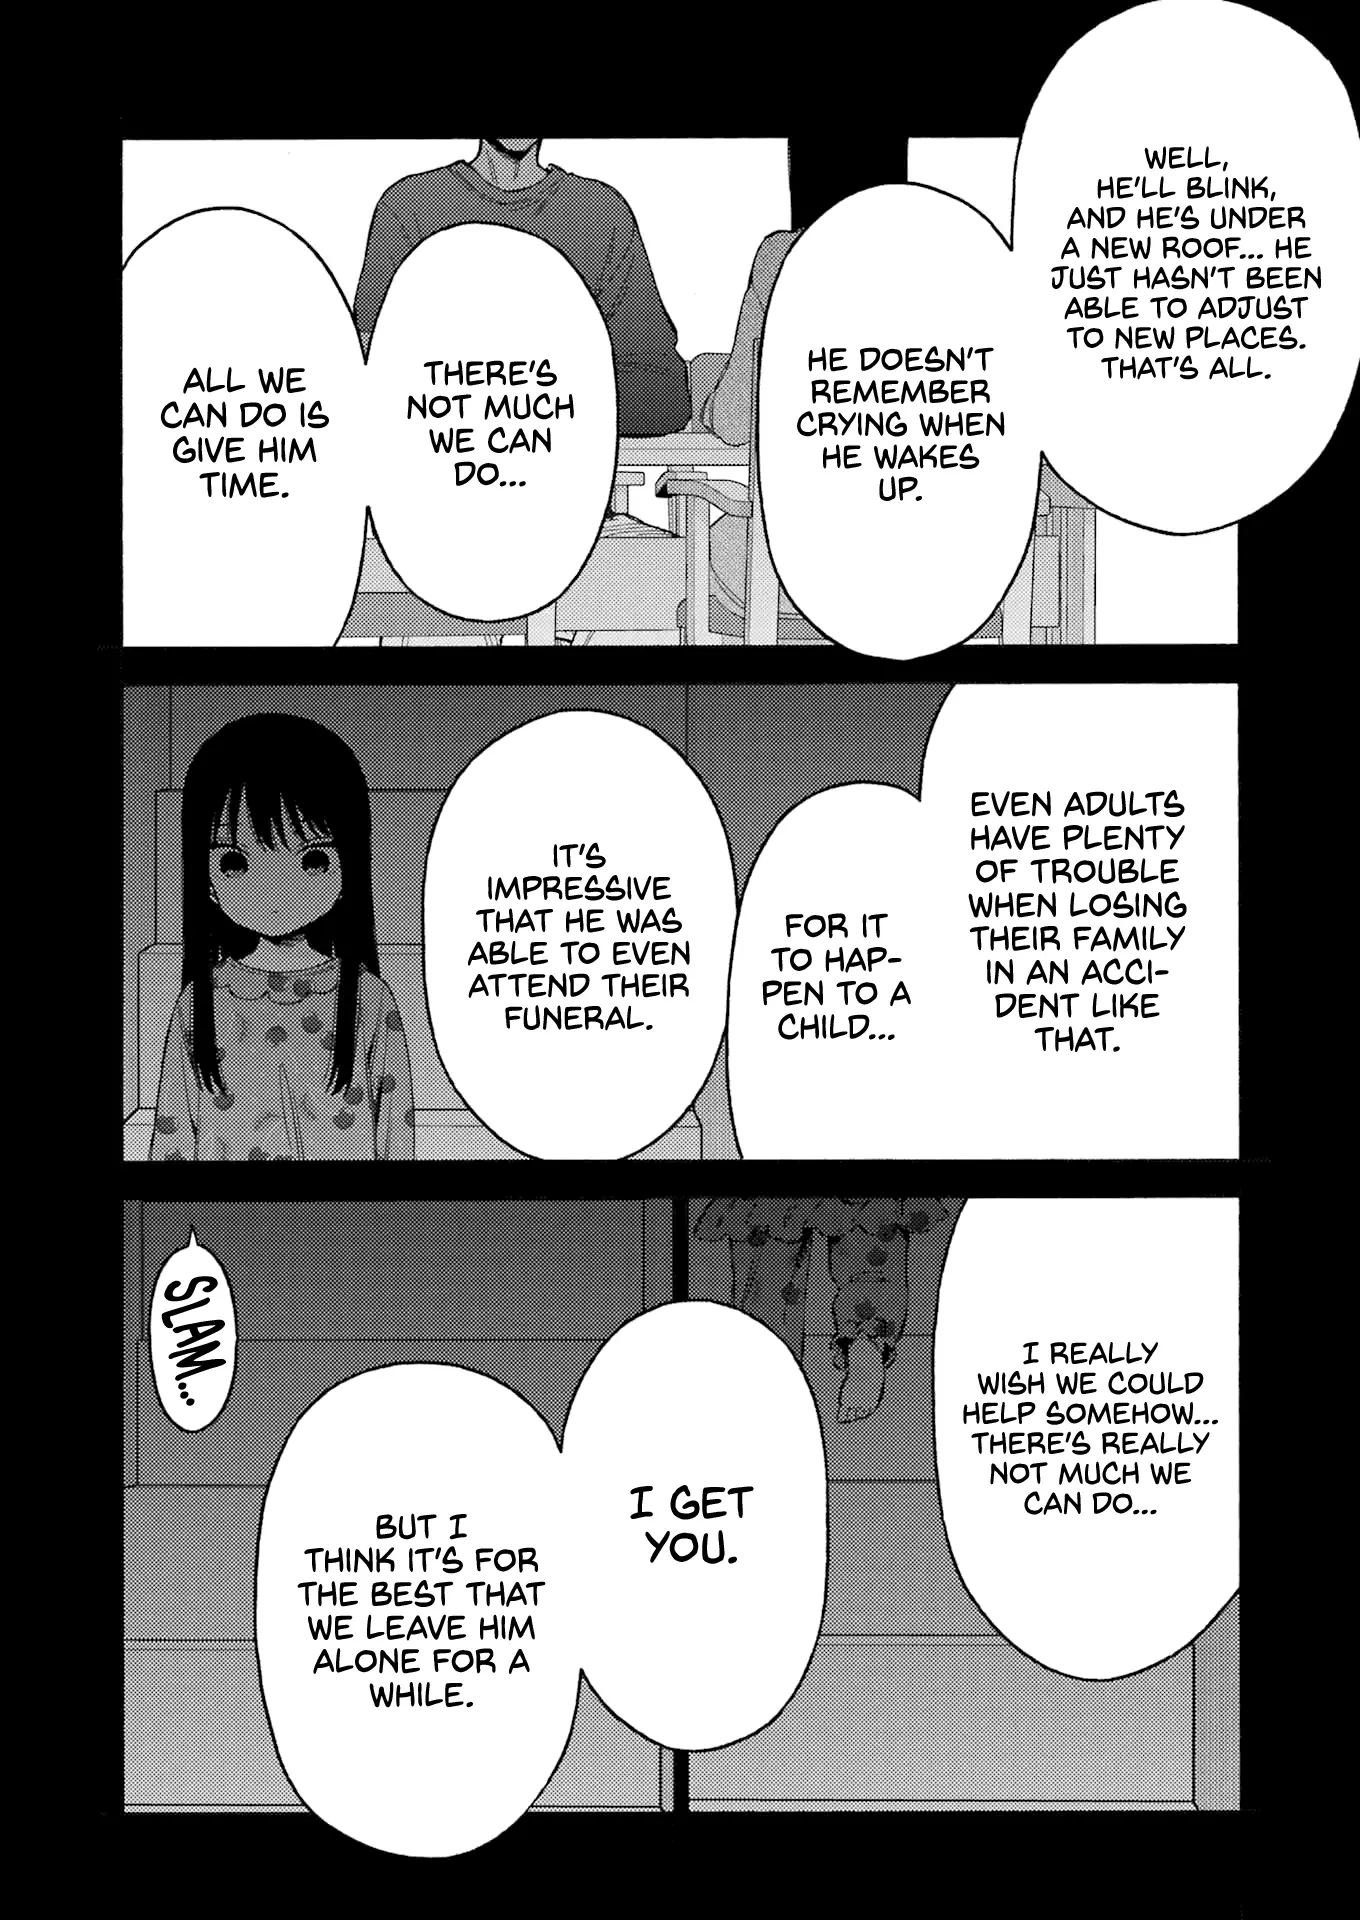 WELL,
HE'LL BLINK,
AND HE'S UNDER
A NEW ROOF... HE
JUST HASN'T BEEN
ABLE TO ADJUST
TO NEW PLACES.
THAT'S ALL.
HE DOESN'T
REMEMBER
CRYING WHEN
HE WAKES
UP.
THERE'S
NOT MUCH
WE CAN
DO...
ALL WE
CAN DO IS
GIVE HIM
TIME.
EVEN ADULTS
HAVE PLENTY
OF TROUBLE
WHEN LOSING
THEIR FAMILY
IN AN ACCI-
DENT LIKE
THAT.
FOR IT
TO HAP-
PEN TO A
CHILD...
IT'S
IMPRESSIVE
THAT HE WAS
ABLE TO EVEN
ATTEND THEIR
FUNERAL.
I REALLY
WISH WE COULD
HELP SOMEHOW...
THERE'S REALLY
NOT MUCH WE
CAN DO...
I GET
YOU.
BUT I
THINK IT'S FOR
THE BEST THAT
WE LEAVE HIM
ALONE FOR A
WHILE.
SLAM...